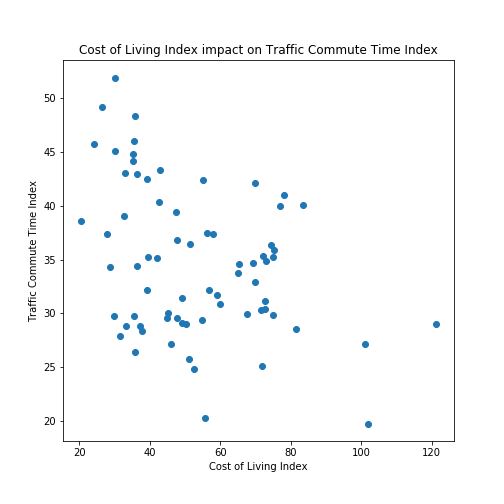 Cost of Living Index impact on Traffic Commute Time Index
50
45
40
35
30
25
20
Traffic Commute Time Index
20 40 60 80 100 120
Cost of Living Index